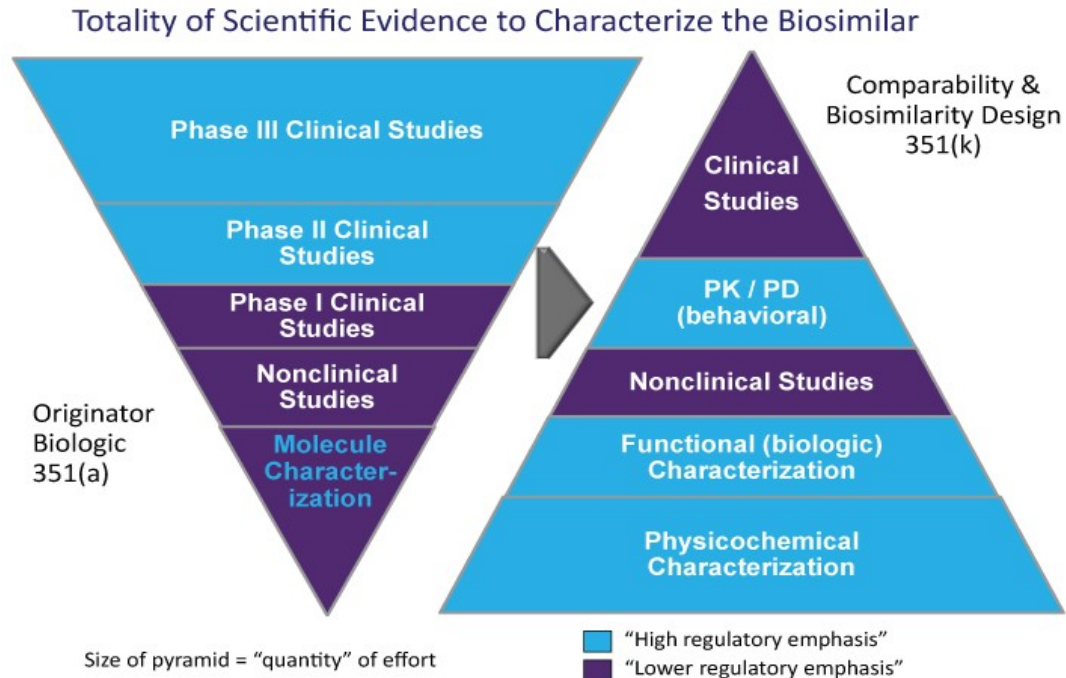 Totality of Scientific Evidence to Characterize the Biosimilar
Phase III Clinical Studies
Phase II Clinical
Studies
Phase I Clinical
Studies
Nonclinical
Studies
Molecule
Character-
ization
Originator
Biologic
351(a)
Comparability &
Biosimilarity Design
351(k)
Clinical
Studies
PK / PD
(behavioral)
Nonclinical Studies
Functional (biologic)
Characterization
Physicochemical
Characterization
Size of pyramid = “quantity” of effort
“High regulatory emphasis”
“Lower regulatory emphasis”